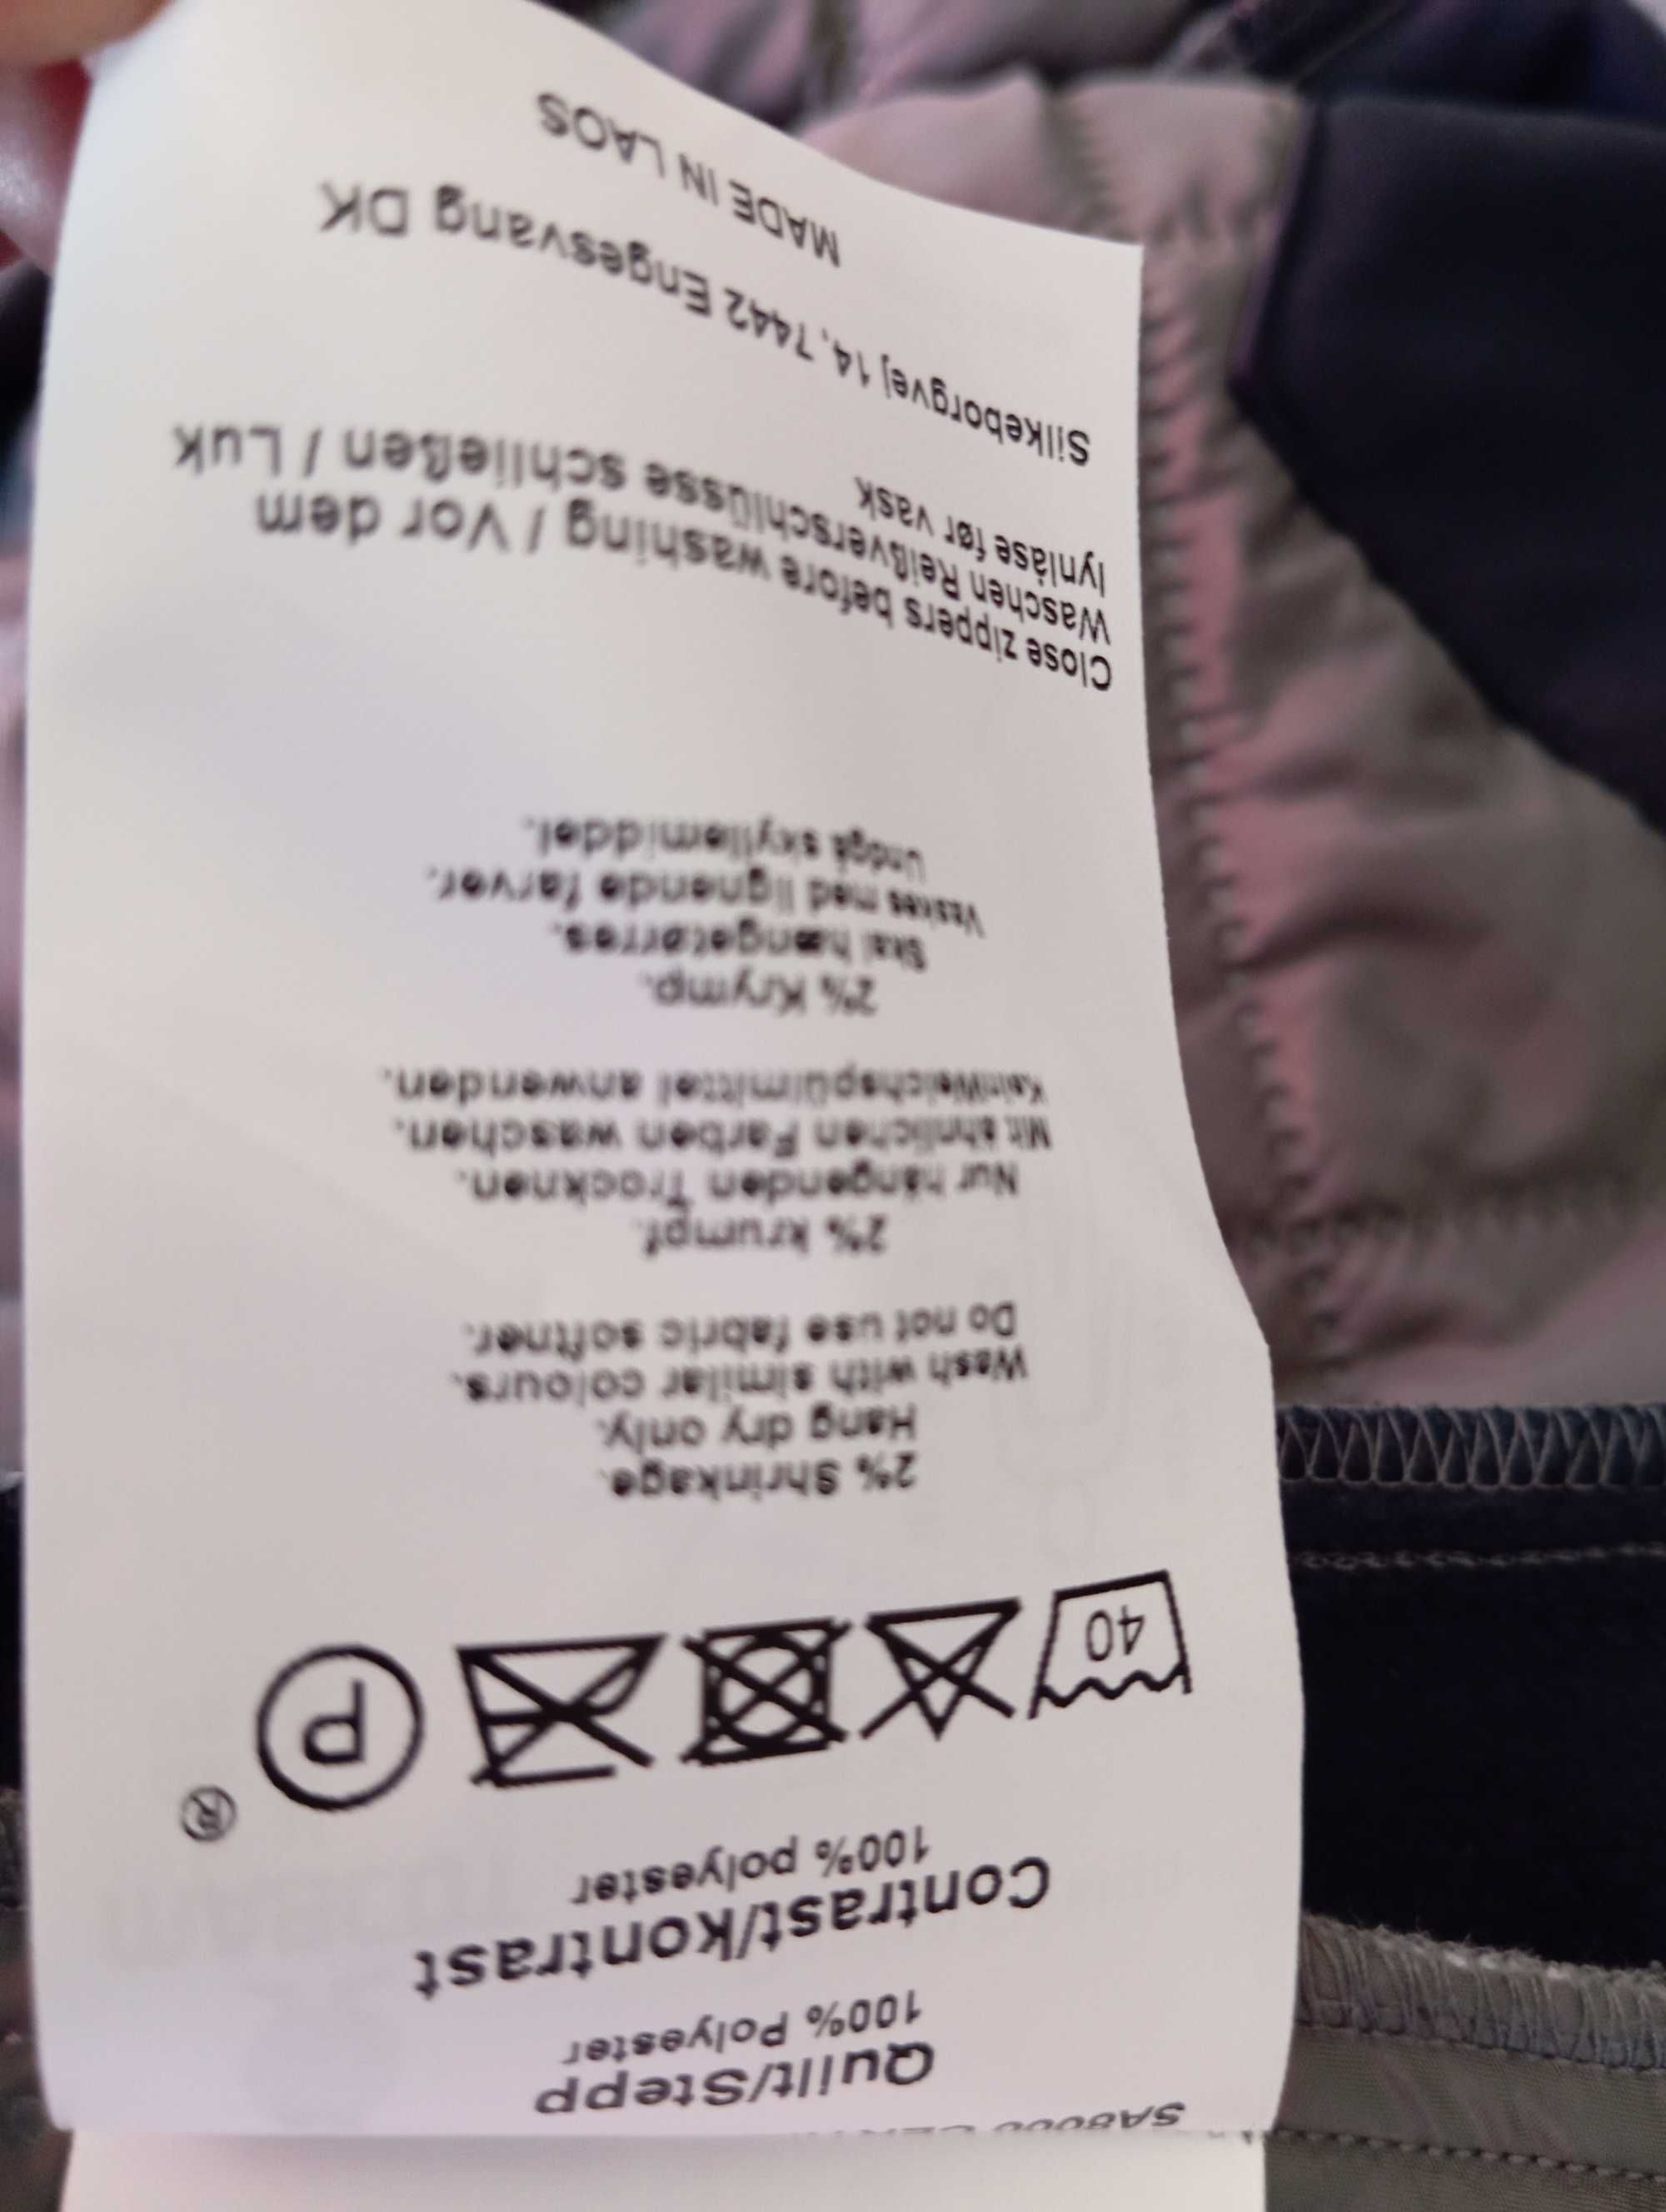 Quilt/Stepp
100% Polyester
Contrast/kontrast
100% polyester
®
40
P
2% Shrinkage.
Hang dry only.
Wash with similar colours.
Do not use fabric softner.
2% krumpf.
Nur hängenden Trocknen.
Mit ähnlichen Farben waschen.
KeinWeichspülmittel anwenden.
2% Krymp.
Skal hængetørres.
Vaskes med lignende farver.
Undgå skyllemiddel.
Close zippers before washing / Vor dem
Waschen Reißverschlüsse schließen / Luk
lynlåse før vask
Silkeborgvej 14, 7442 Engesvang DK
MADE IN LAOS